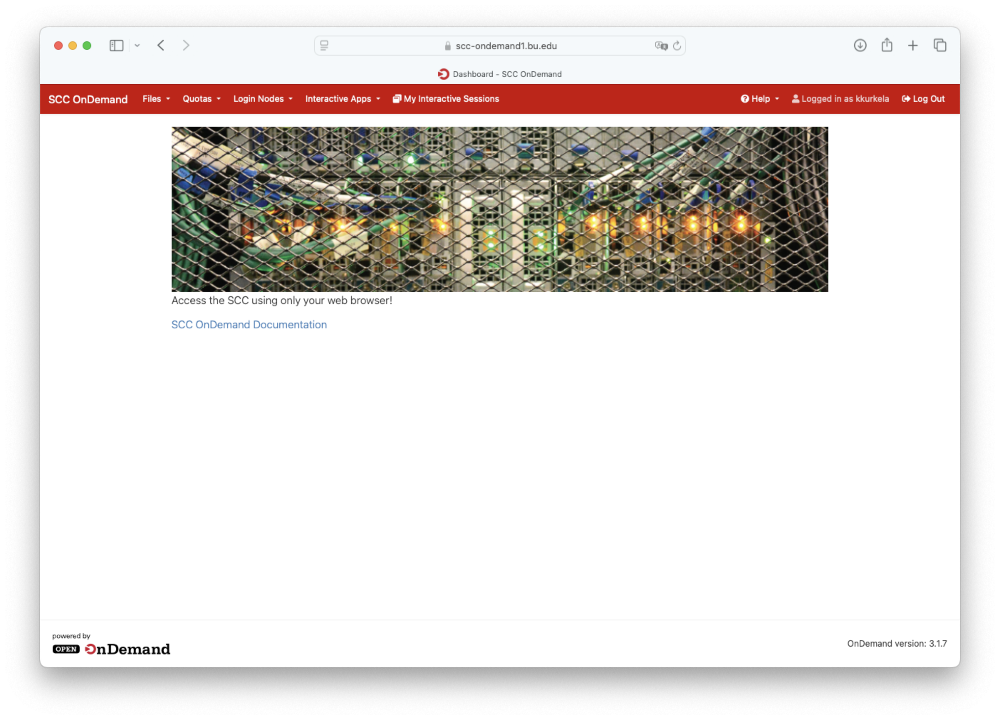 scc-ondemand1.bu.edu
Dashboard - SCC OnDemand
SCC OnDemand Files Quotas Login Nodes Interactive Apps My Interactive Sessions Help Logged in as kkurkela Log Out
Access the SCC using only your web browser!
SCC OnDemand Documentation
powered by
OPEN OnDemand
OnDemand version: 3.1.7